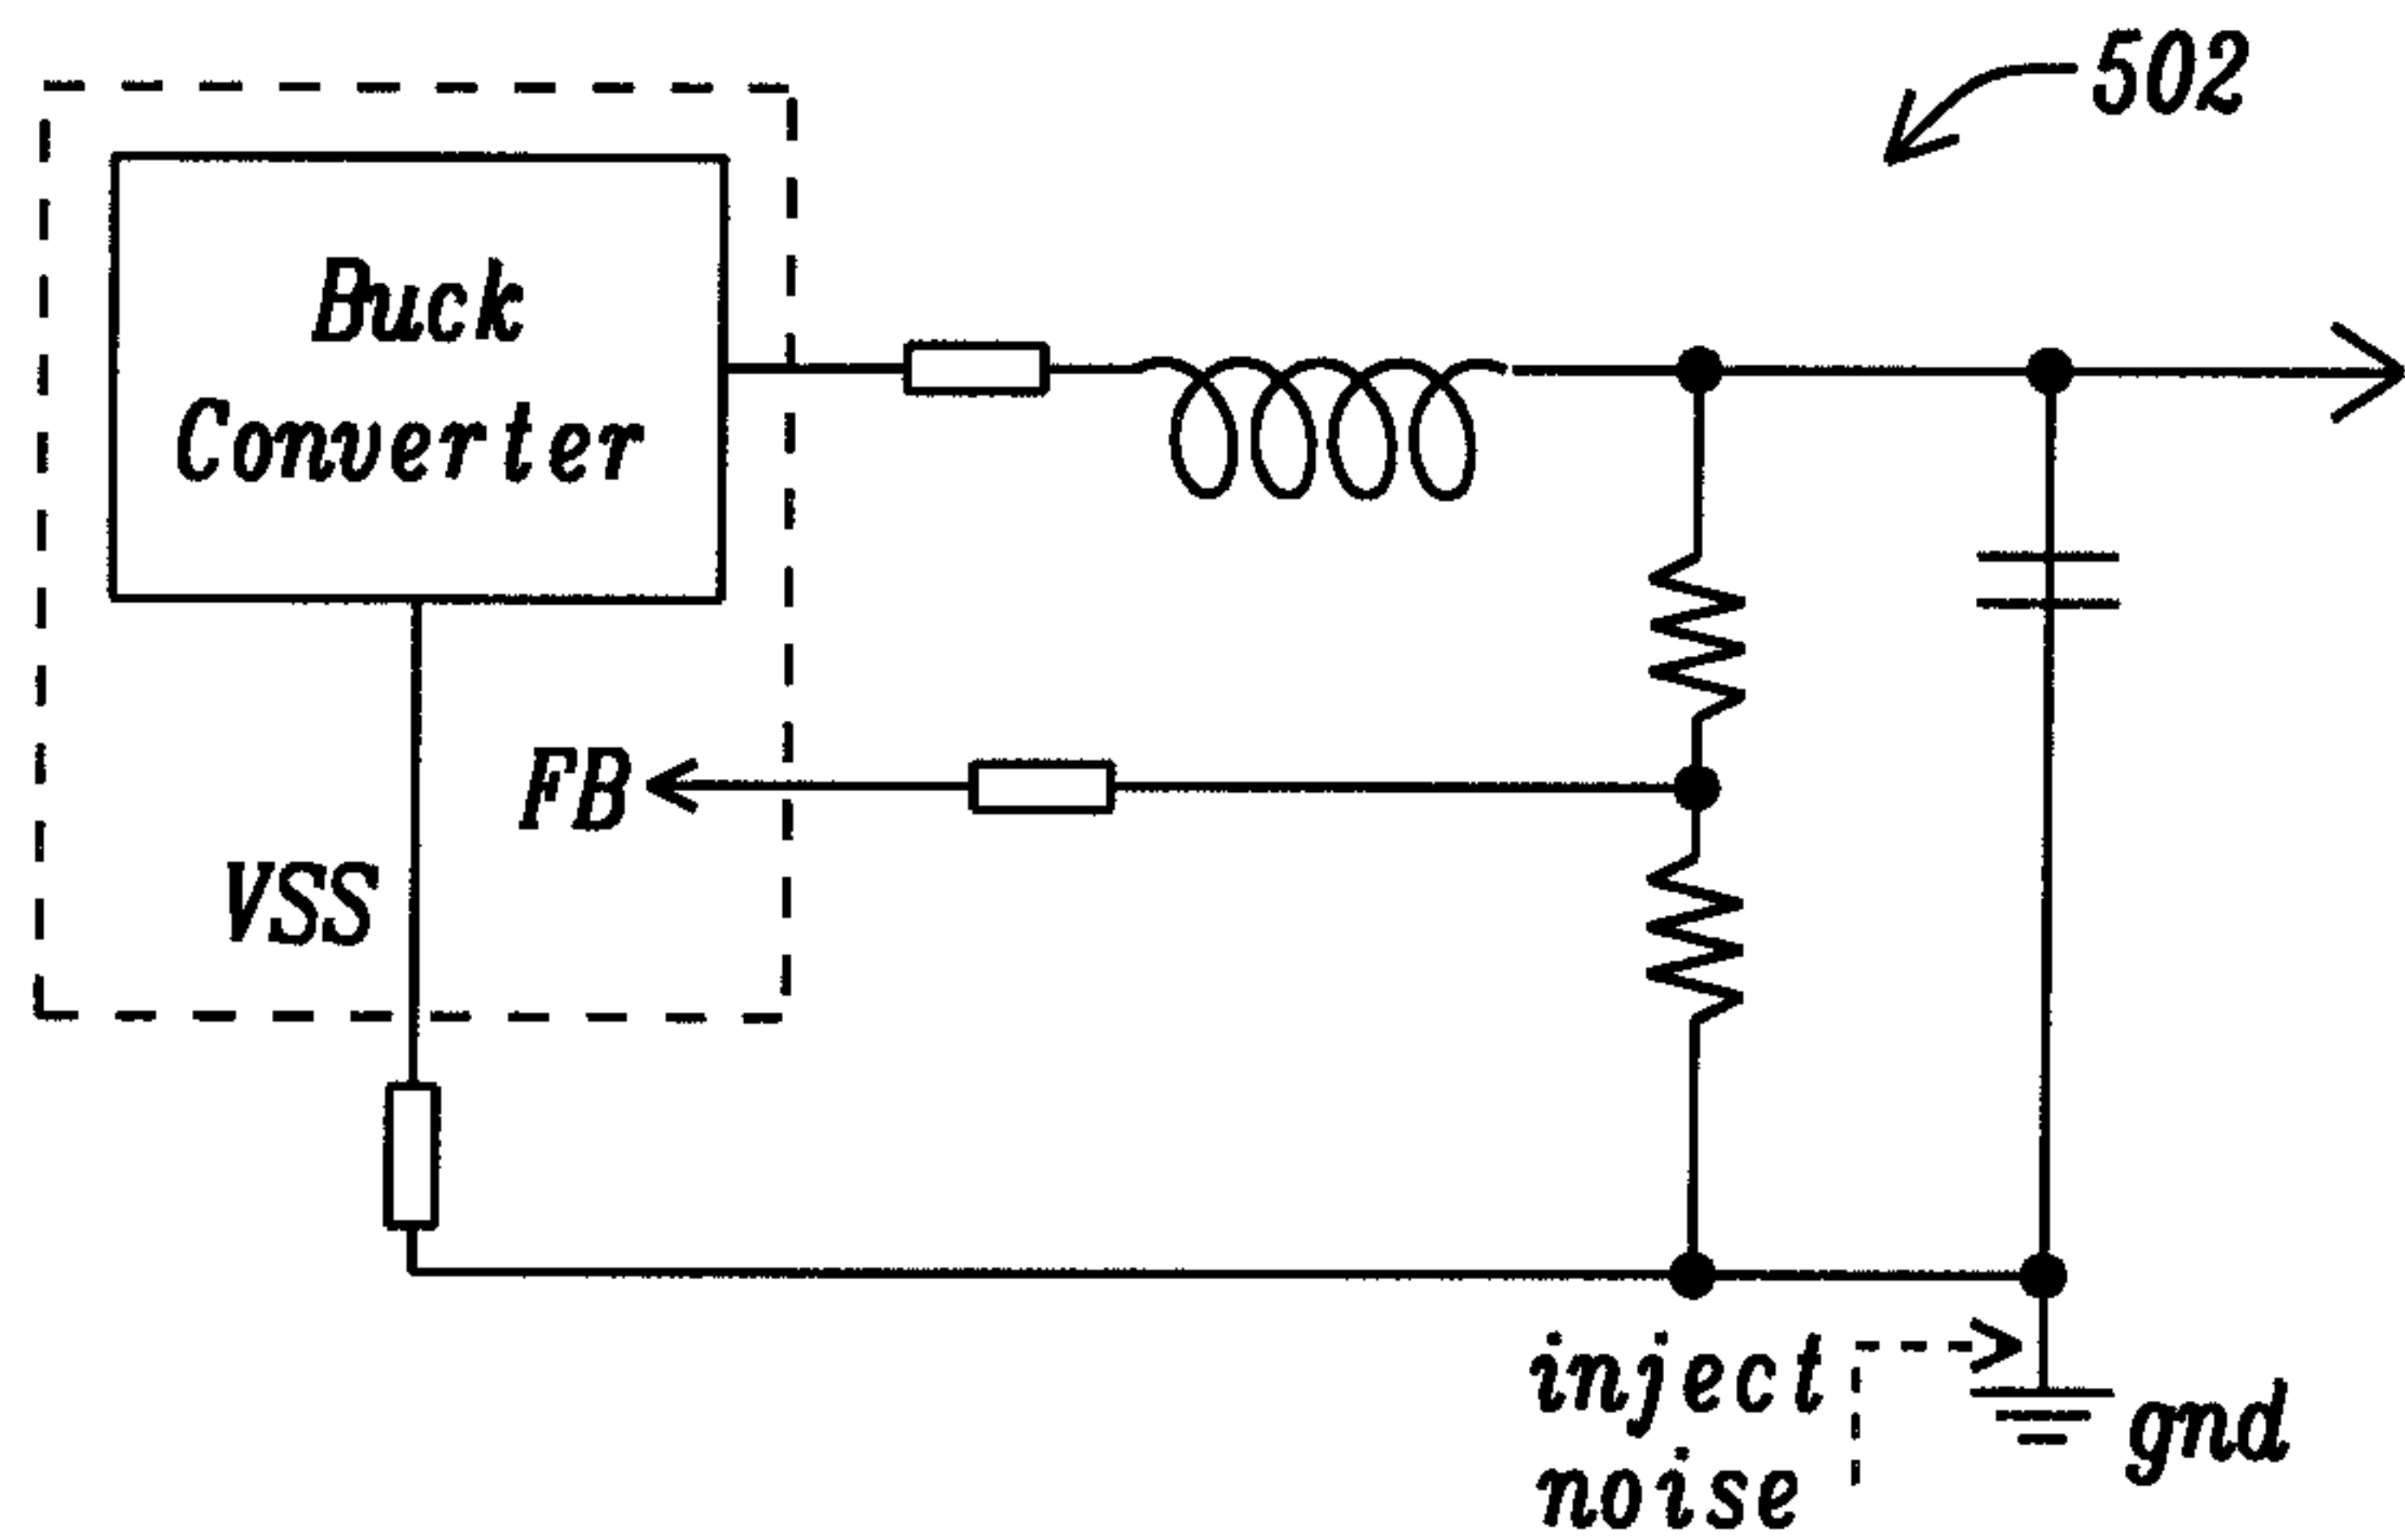 502
Buck
Converter
FB
VSS
inject
noise
gnd